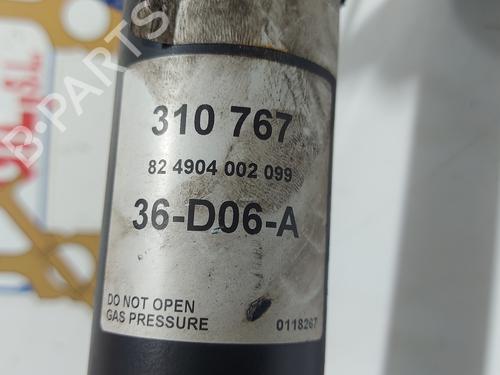 310 767
82 4904 002 099
36-D06-A
DO NOT OPEN
GAS PRESSURE 0118267
B-PARTS